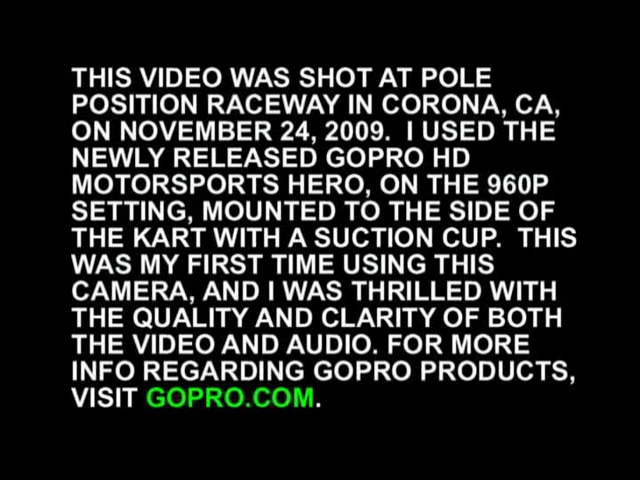 THIS VIDEO WAS SHOT AT POLE
POSITION RACEWAY IN CORONA, CA,
ON NOVEMBER 24, 2009.  I USED THE
NEWLY RELEASED GOPRO HD
MOTORSPORTS HERO, ON THE 960P
SETTING, MOUNTED TO THE SIDE OF
THE KART WITH A SUCTION CUP.  THIS
WAS MY FIRST TIME USING THIS
CAMERA, AND I WAS THRILLED WITH
THE QUALITY AND CLARITY OF BOTH
THE VIDEO AND AUDIO. FOR MORE
INFO REGARDING GOPRO PRODUCTS,
VISIT GOPRO.COM.